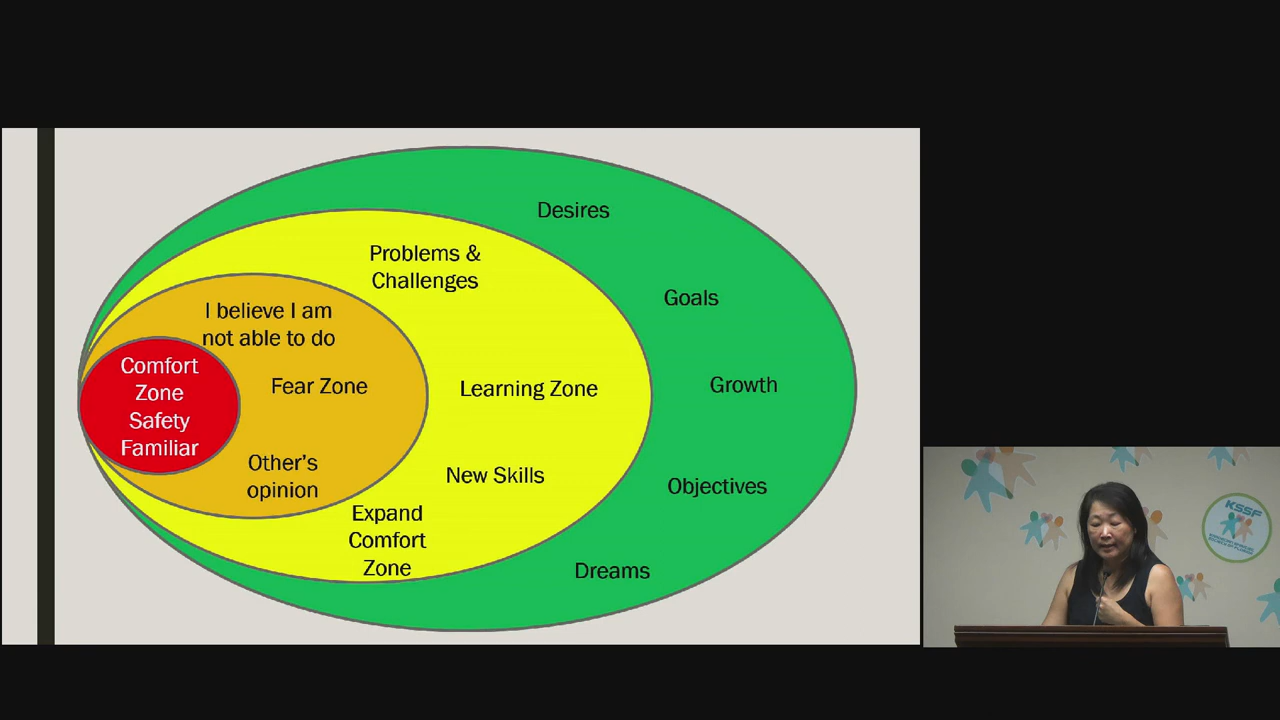 Desires
Problems &
Challenges
Goals
I believe I am
not able to do
Comfort
Zone
Safety
Familiar
Fear Zone
Learning Zone
Growth
Other's
opinion
New Skills
Objectives
Expand
Comfort
Zone
Dreams
KSSF